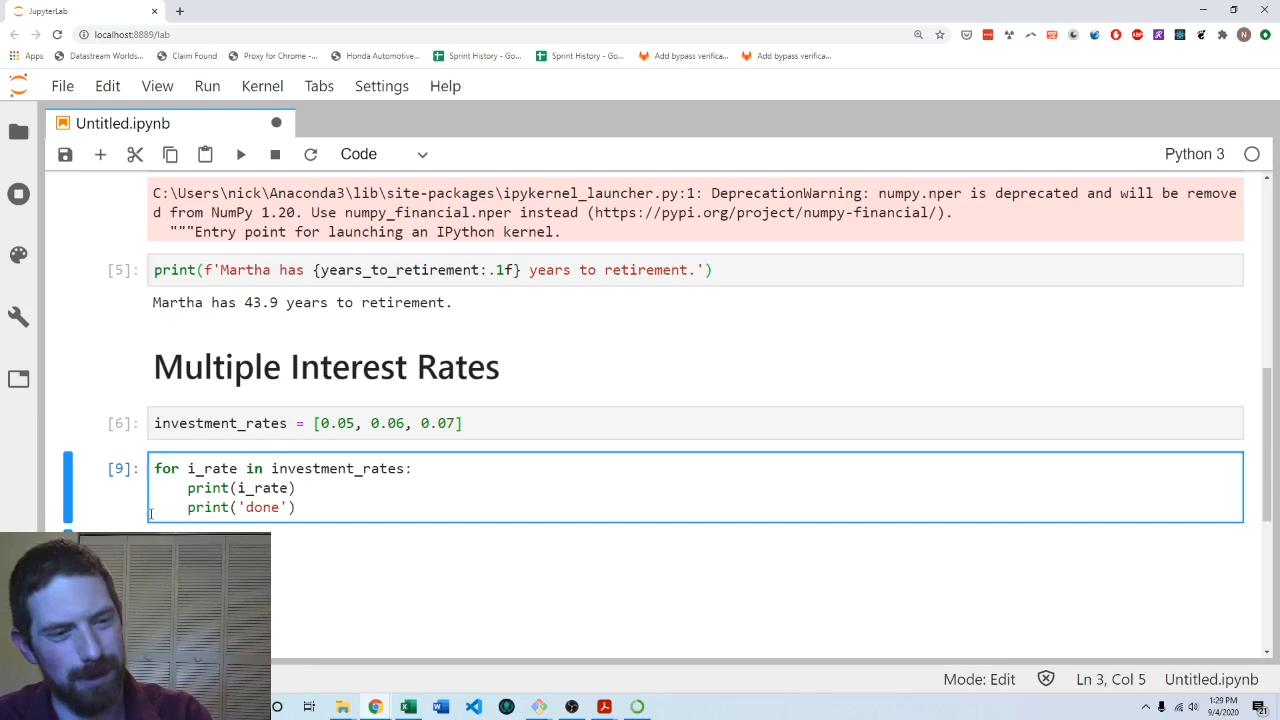 JupyterLab
localhost:8889/lab
Apps
Datastream Worlds...
Claim Found
Proxy for Chrome -...
Honda Automotive...
Sprint History - Go...
Sprint History - Go...
Add bypass verifica...
Add bypass verifica...
File Edit View Run Kernel Tabs Settings Help
Untitled.ipynb
Code
Python 3
C:\Users\nick\Anaconda3\lib\site-packages\ipykernel_launcher.py:1: DeprecationWarning: numpy.nper is deprecated and will be remove
d from NumPy 1.20. Use numpy_financial.nper instead (https://pypi.org/project/numpy-financial/).
"""Entry point for launching an IPython kernel.
[5]: print(f'Martha has {years_to_retirement:.1f} years to retirement.')
Martha has 43.9 years to retirement.
Multiple Interest Rates
[6]: investment_rates = [0.05, 0.06, 0.07]
[9]: for i_rate in investment_rates:
print(i_rate)
print('done')
Mode: Edit
Ln 3, Col 5
Untitled.ipynb
1:29 PM
9/4/2020